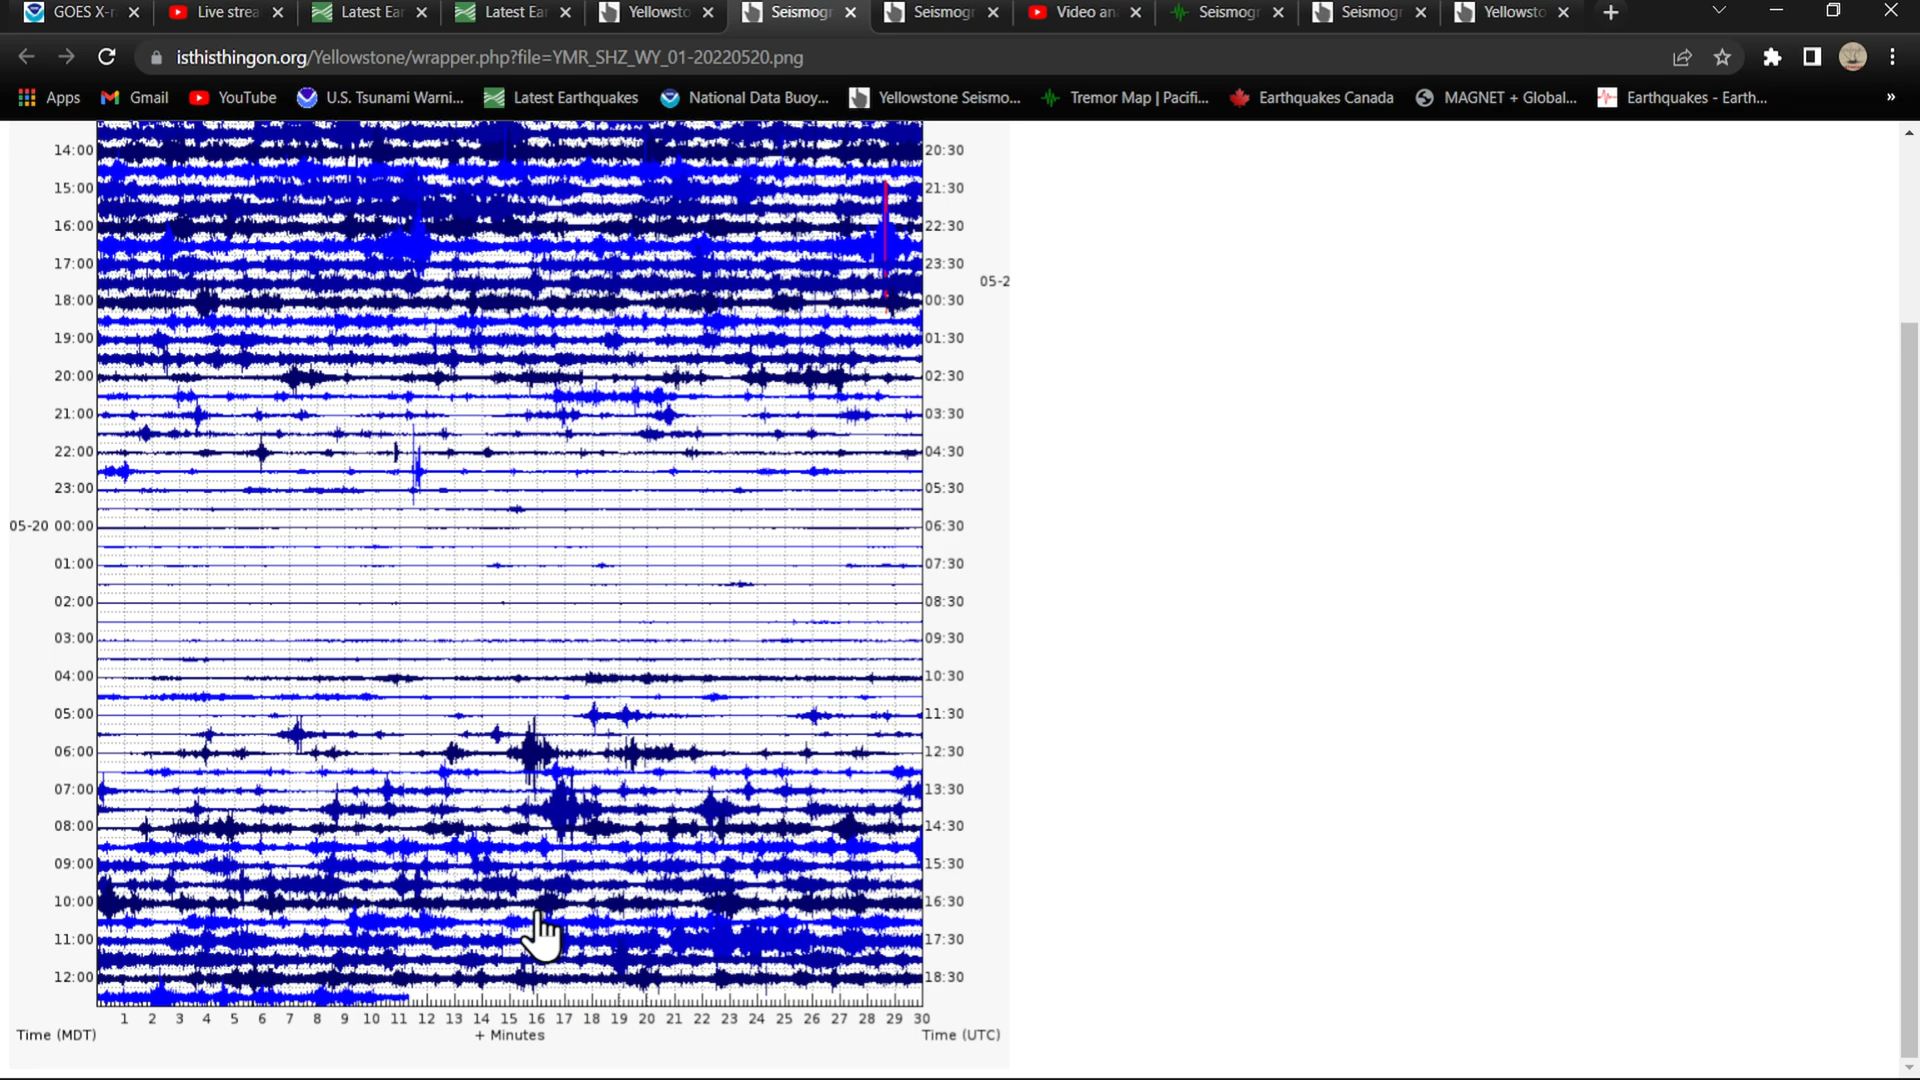 GOES X-r
Live strea
Latest Ear
Latest Ear
Yellowsto
Seismogr
Seismogr
Video an
Seismogr
Seismogr
Yellowsto
isthisthingon.org/Yellowstone/wrapper.php?file=YMR_SHZ_WY_01-20220520.png
Apps
Gmail
YouTube
U.S. Tsunami Warni...
Latest Earthquakes
National Data Buoy...
Yellowstone Seismo...
Tremor Map | Pacifi...
Earthquakes Canada
MAGNET + Global...
Earthquakes - Earth...
»
14:00 20:30
15:00 21:30
16:00 22:30
17:00 23:30
05-2
18:00 00:30
19:00 01:30
20:00 02:30
21:00 03:30
22:00 04:30
23:00 05:30
05-20 00:00 06:30
01:00 07:30
02:00 08:30
03:00 09:30
04:00 10:30
05:00 11:30
06:00 12:30
07:00 13:30
08:00 14:30
09:00 15:30
10:00 16:30
11:00 17:30
12:00 18:30
1 2 3 4 5 6 7 8 9 10 11 12 13 14 15 16 17 18 19 20 21 22 23 24 25 26 27 28 29 30
Time (MDT) + Minutes Time (UTC)